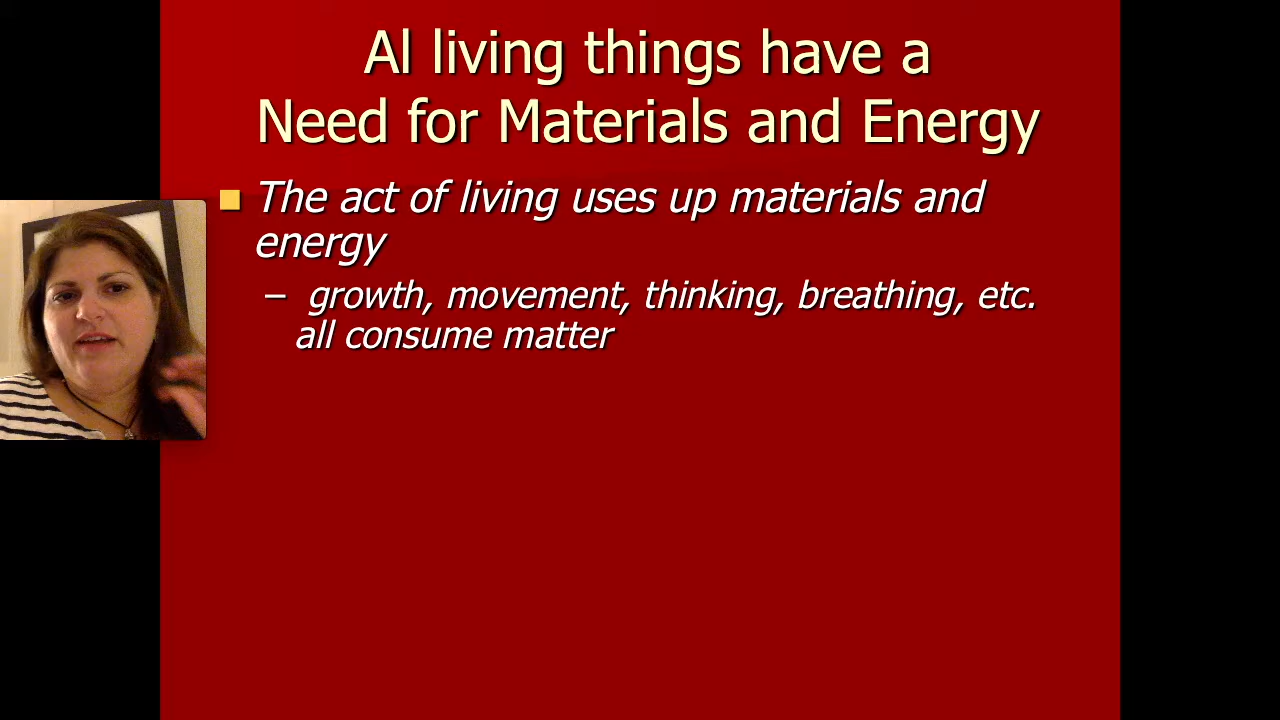 Al living things have a
Need for Materials and Energy
The act of living uses up materials and
energy
– growth, movement, thinking, breathing, etc.
all consume matter